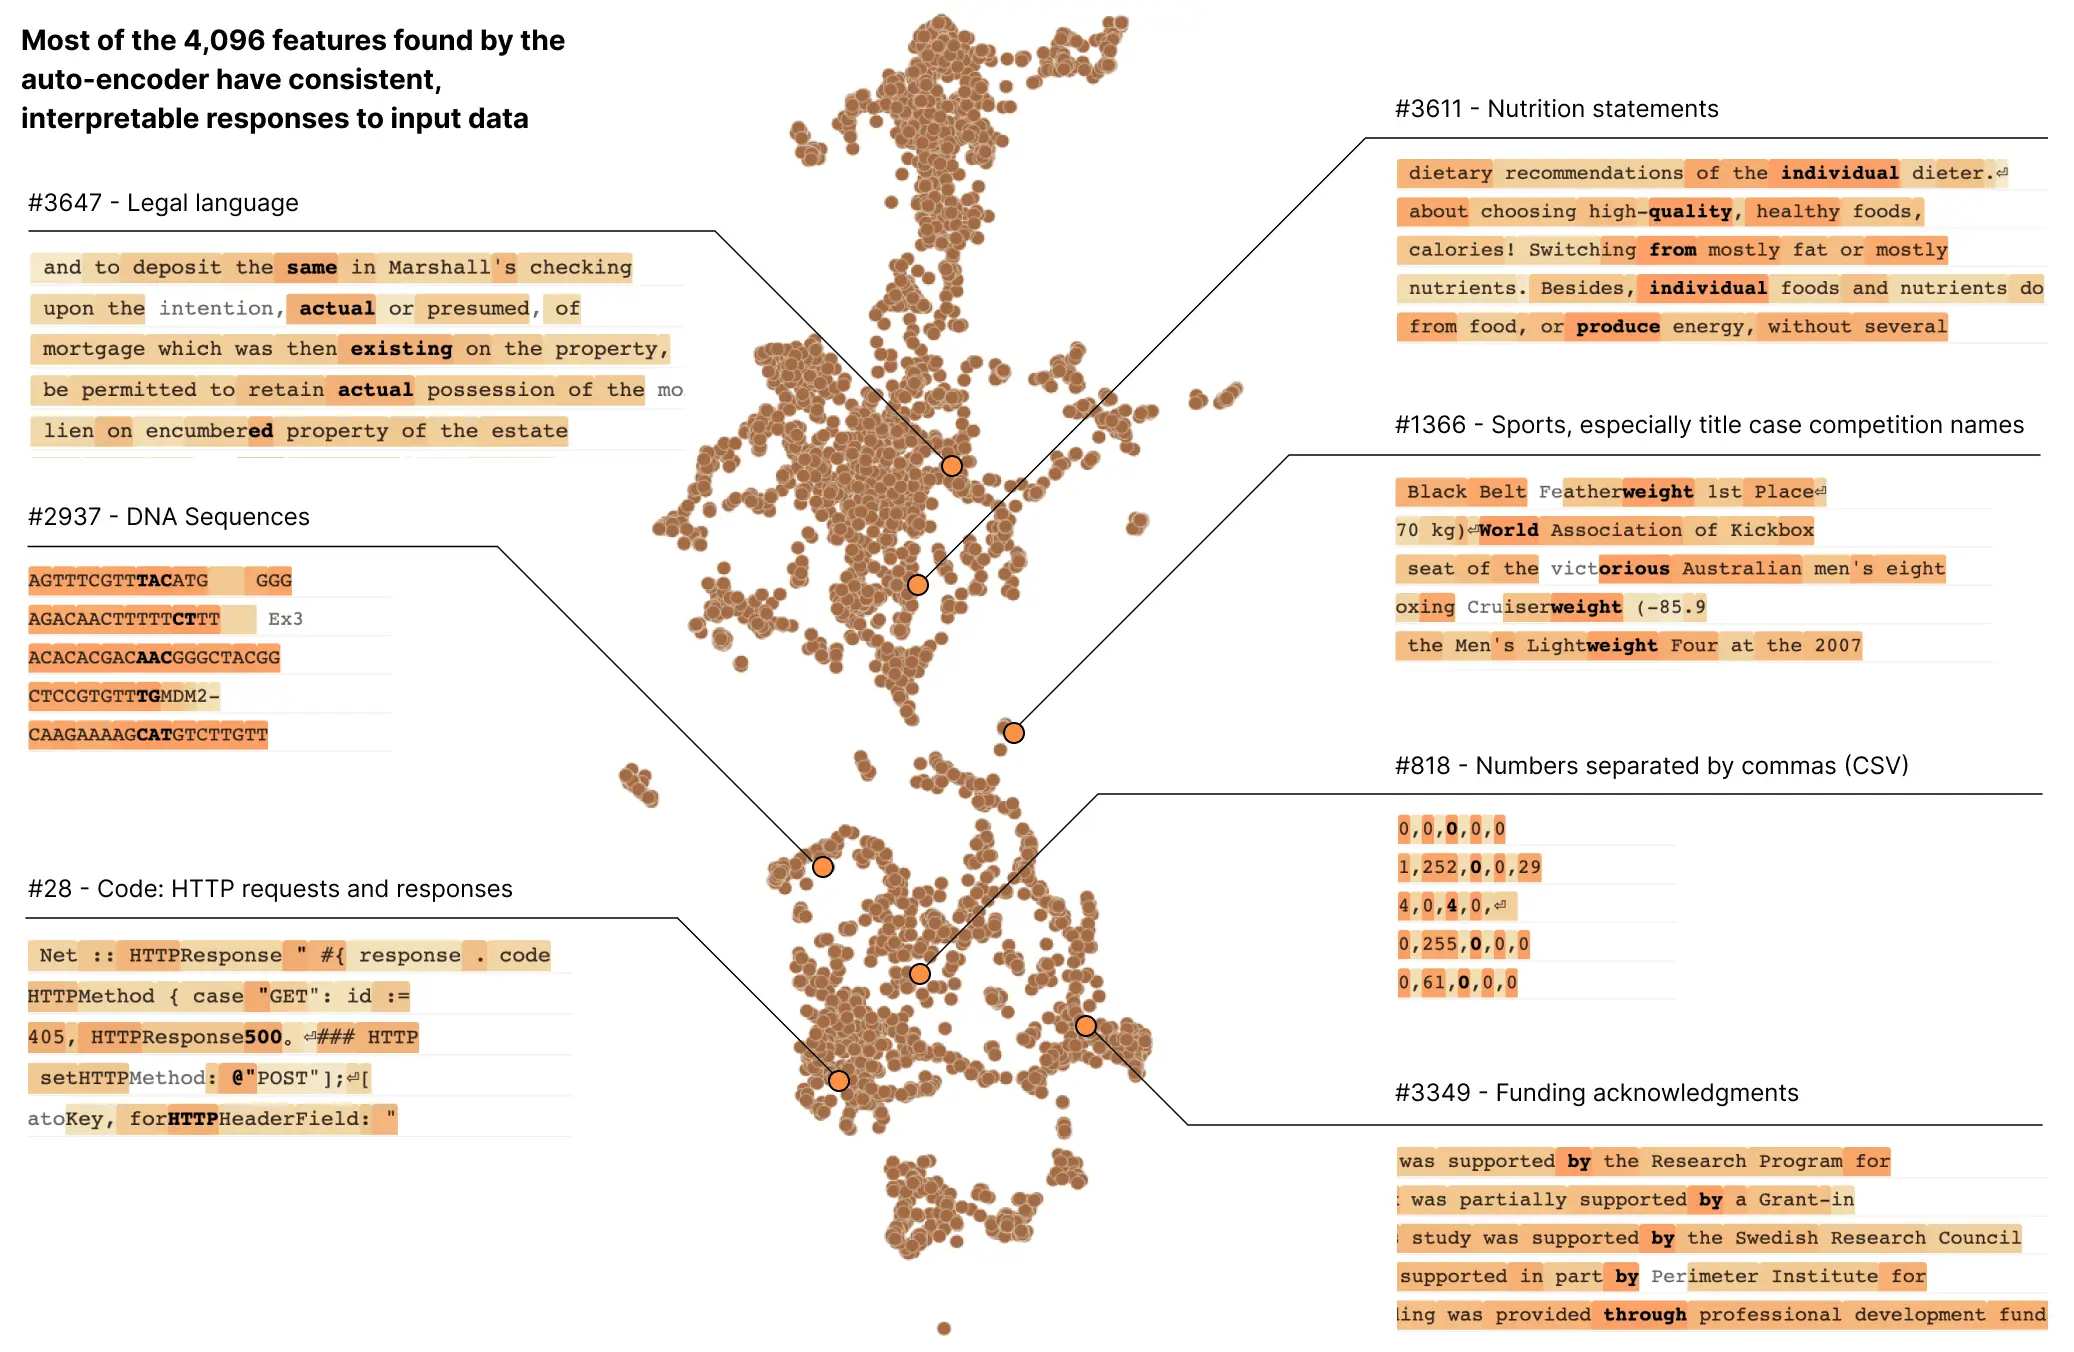 Most of the 4,096 features found by the
auto-encoder have consistent,
interpretable responses to input data
#3647 - Legal language
and to deposit the same in Marshall's checking
upon the intention, actual or presumed, of
mortgage which was then existing on the property,
be permitted to retain actual possession of the mo
lien on encumbered property of the estate
#2937 - DNA Sequences
AGTTTCGTTTACATG GGG
AGACAACTTTTTCTTT Ex3
ACACACGACAACGGGCTACGG
CTCCGTGTTTGMDM2-
CAAGAAAAGCATGTCTTGTT
#28 - Code: HTTP requests and responses
Net :: HTTPResponse " #{ response . code
HTTPMethod { case "GET": id :=
405, HTTPResponse500。⏎### HTTP
setHTTPMethod: @"POST"];⏎[
atoKey, forHTTPHeaderField: "
#3611 - Nutrition statements
dietary recommendations of the individual dieter.⏎
about choosing high-quality, healthy foods,
calories! Switching from mostly fat or mostly
nutrients. Besides, individual foods and nutrients do
from food, or produce energy, without several
#1366 - Sports, especially title case competition names
Black Belt Featherweight 1st Place⏎
70 kg)⏎World Association of Kickbox
seat of the victorious Australian men's eight
oxing Cruiserweight (-85.9
the Men's Lightweight Four at the 2007
#818 - Numbers separated by commas (CSV)
0,0,0,0,0
1,252,0,0,29
4,0,4,0,⏎
0,255,0,0,0
0,61,0,0,0
#3349 - Funding acknowledgments
was supported by the Research Program for
was partially supported by a Grant-in
study was supported by the Swedish Research Council
supported in part by Perimeter Institute for
ing was provided through professional development fund